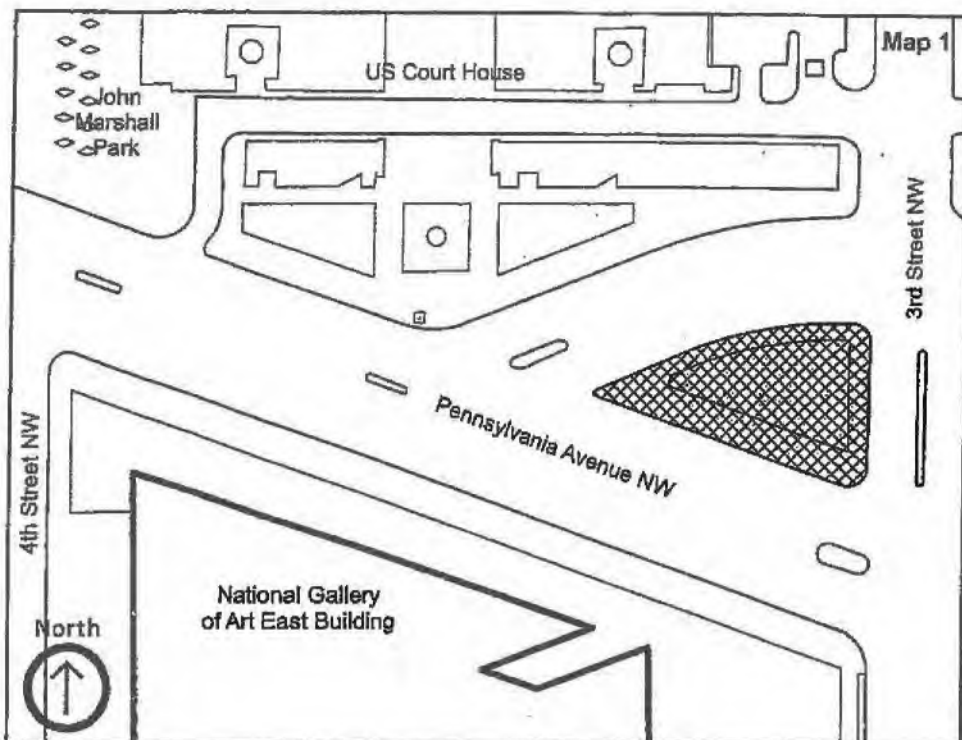 Map 1
US Court House
John
Marshall
Park
3rd Street NW
Pennsylvania Avenue NW
4th Street NW
National Gallery
of Art East Building
North